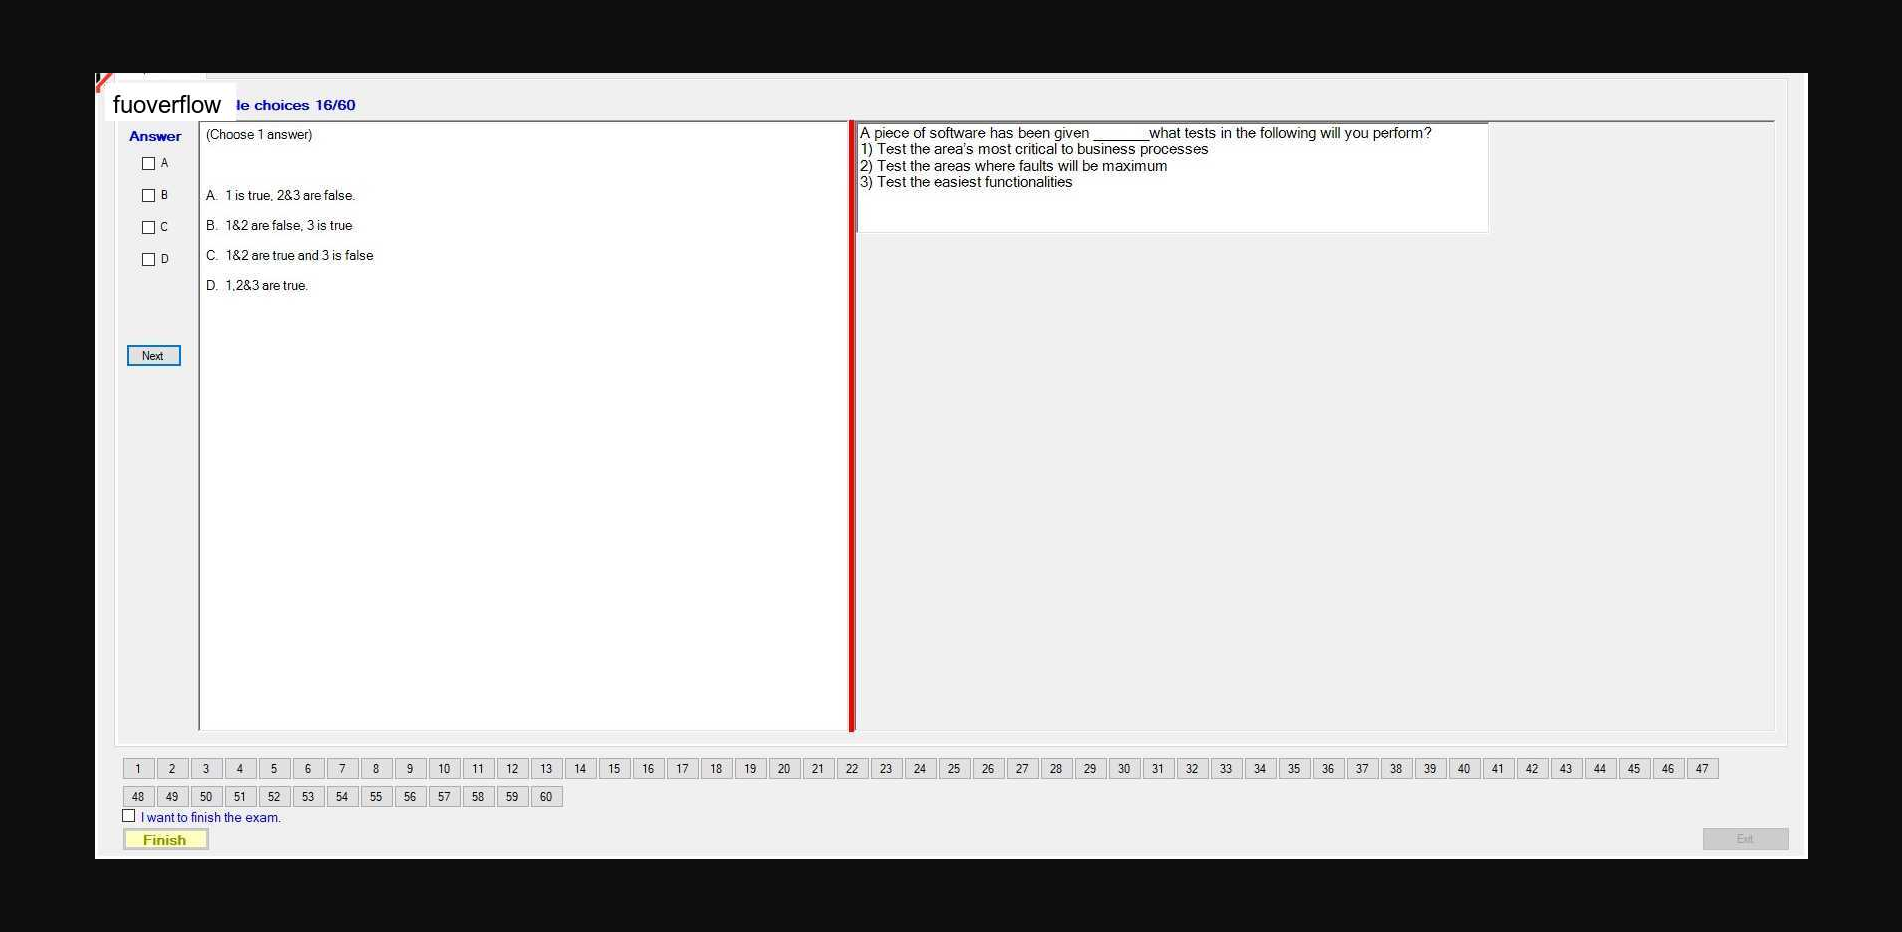 fuoverflow
le choices 16/60
Answer
(Choose 1 answer)
A
B
C
D
A. 1 is true, 2&3 are false.
B. 1&2 are false, 3 is true
C. 1&2 are true and 3 is false
D. 1,2&3 are true.
Next
A piece of software has been given _______what tests in the following will you perform?
1) Test the area's most critical to business processes
2) Test the areas where faults will be maximum
3) Test the easiest functionalities
1 2 3 4 5 6 7 8 9 10 11 12 13 14 15 16 17 18 19 20 21 22 23 24 25 26 27 28 29 30 31 32 33 34 35 36 37 38 39 40 41 42 43 44 45 46 47
48 49 50 51 52 53 54 55 56 57 58 59 60
I want to finish the exam.
Finish
Exit